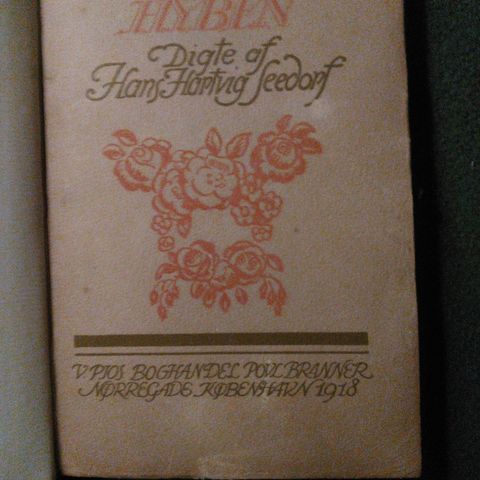 HYBEN
Digte af
Hans Hartvig Seedorf
V. PIOS BOGHANDEL POVL BRANNER
NØRREGADE. KØBENHAVN 1918